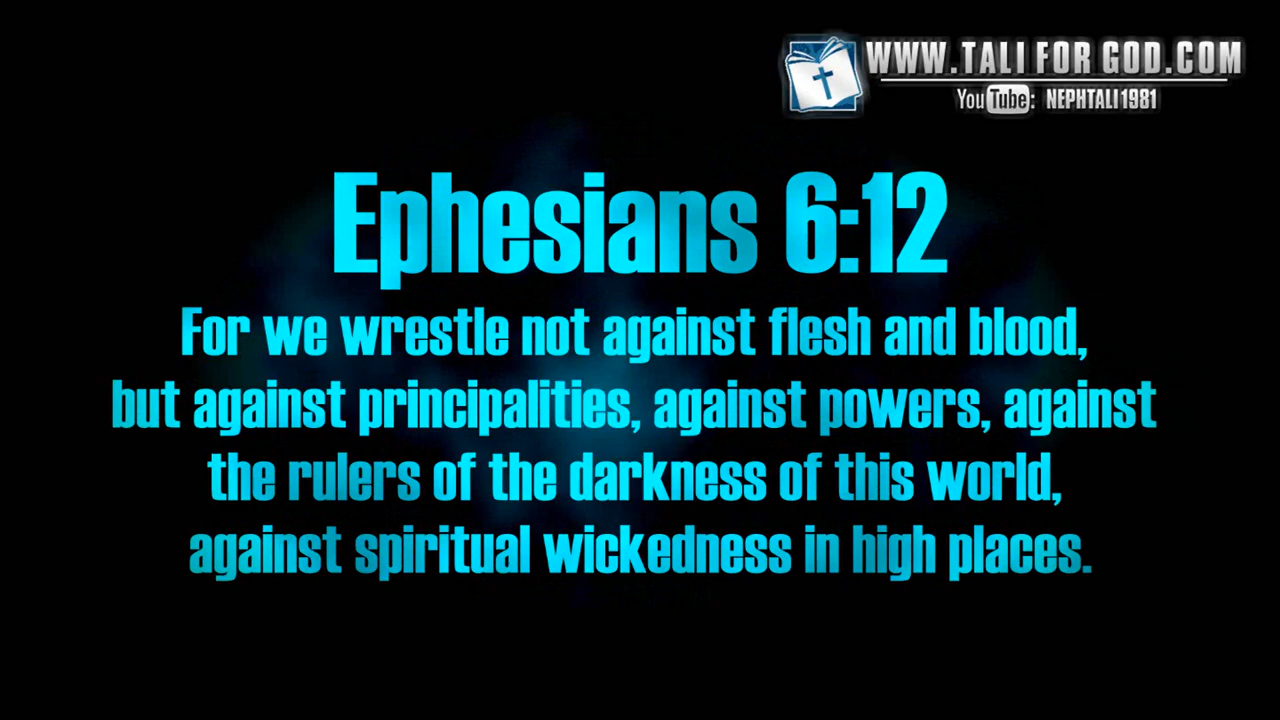 WWW.TALI FOR GOD.COM
YouTube: NEPHTALI1981
Ephesians 6:12
For we wrestle not against flesh and blood,
but against principalities, against powers, against
the rulers of the darkness of this world,
against spiritual wickedness in high places.